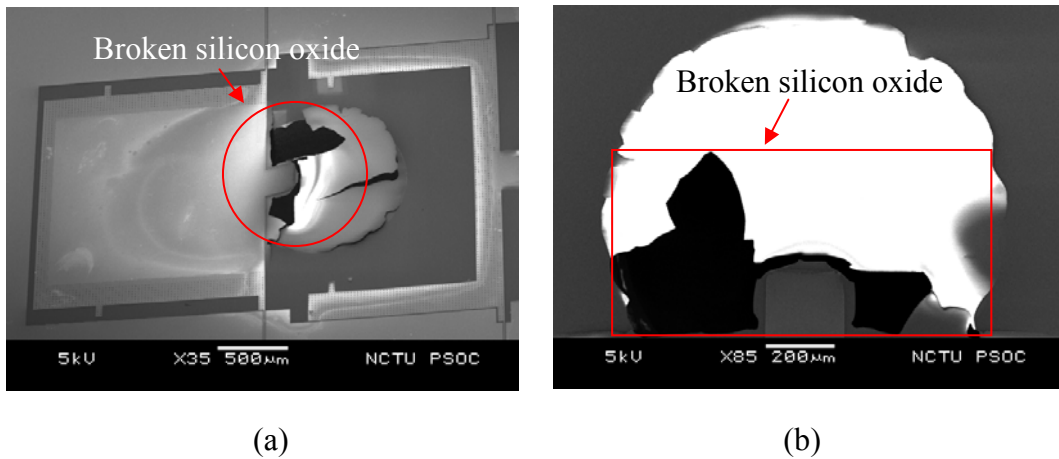 Broken silicon oxide
5kV X35 500μm NCTU PSOC
(a)
Broken silicon oxide
5kV X85 200μm NCTU PSOC
(b)